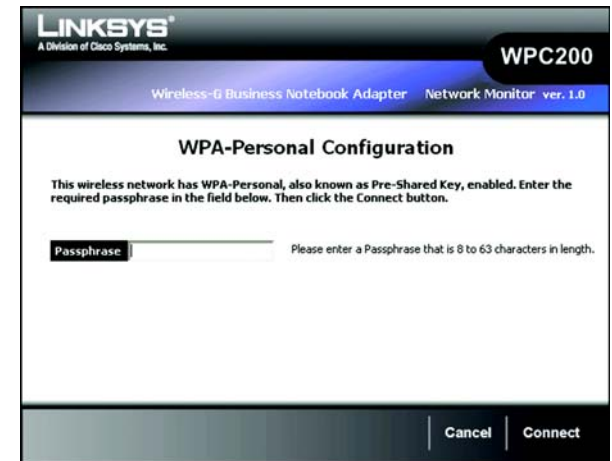 LINKSYS®
A Division of Cisco Systems, Inc.
WPC200
Wireless-G Business Notebook Adapter Network Monitor ver. 1.0
WPA-Personal Configuration
This wireless network has WPA-Personal, also known as Pre-Shared Key, enabled. Enter the
required passphrase in the field below. Then click the Connect button.
Passphrase Please enter a Passphrase that is 8 to 63 characters in length.
Cancel Connect